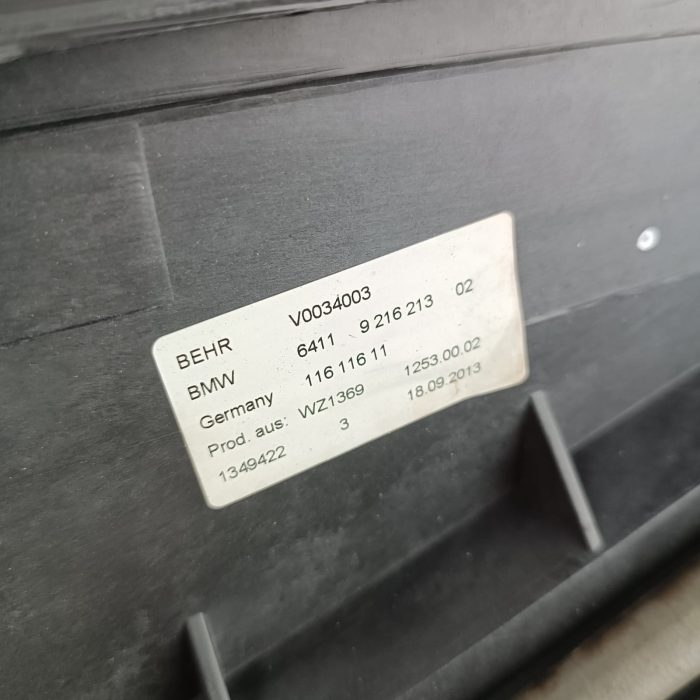 BEHR V0034003
BMW 6411 9 216 213 02
Germany 116 116 11
Prod. aus: WZ1369 1253.00.02
1349422 3 18.09.2013